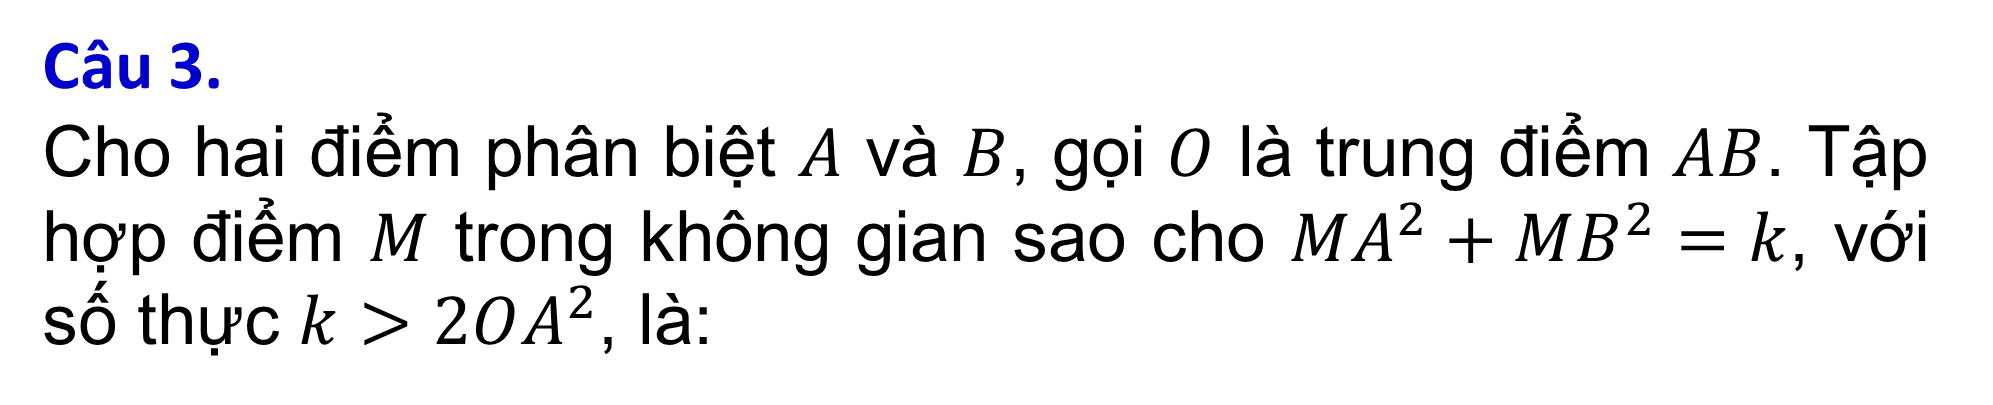 Câu 3.
Cho hai điểm phân biệt A và B, gọi O là trung điểm AB. Tập
hợp điểm M trong không gian sao cho MA² + MB² = k, với
số thực k > 2OA², là: